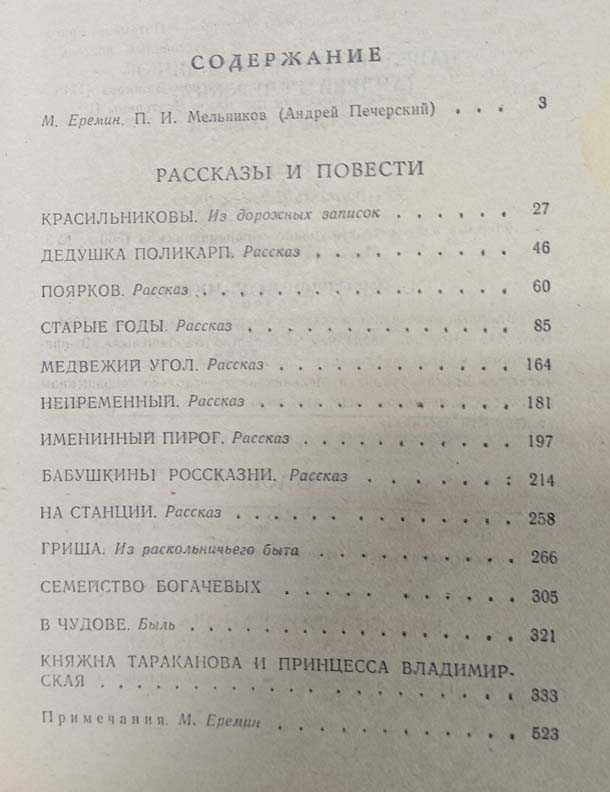 СОДЕРЖАНИЕ
М. Еремин. П. И. Мельников (Андрей Печерский) . . . 3
РАССКАЗЫ И ПОВЕСТИ
КРАСИЛЬНИКОВЫ. Из дорожных записок . . . . . . 27
ДЕДУШКА ПОЛИКАРП. Рассказ . . . . . . . . . . 46
ПОЯРКОВ. Рассказ . . . . . . . . . . . . . . . 60
СТАРЫЕ ГОДЫ. Рассказ . . . . . . . . . . . . . 85
МЕДВЕЖИЙ УГОЛ. Рассказ . . . . . . . . . . . . 164
НЕПРЕМЕННЫЙ. Рассказ . . . . . . . . . . . . 181
ИМЕНИННЫЙ ПИРОГ. Рассказ . . . . . . . . . . 197
БАБУШКИНЫ РОССКАЗНИ. Рассказ . . . . . . . : 214
НА СТАНЦИИ. Рассказ . . . . . . . . . . . . . 258
ГРИША. Из раскольничьего быта . . . . . . . . . 266
СЕМЕЙСТВО БОГАЧЕВЫХ . . . . . . . . . . 305
В ЧУДОВЕ. Быль . . . . . . . . . . . . . . . 321
КНЯЖНА ТАРАКАНОВА И ПРИНЦЕССА ВЛАДИМИР-
СКАЯ . . . . . . . . . . . . . . . . . . 333
Примечания. М. Еремин . . . . . . . . . . . 523